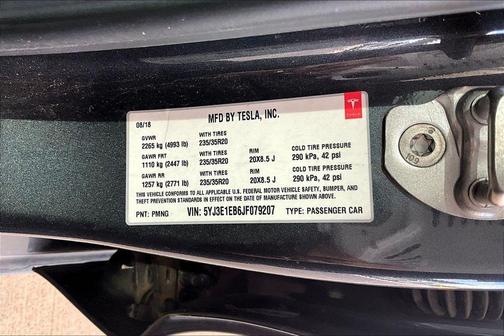 08/18 MFD BY TESLA, INC.
GVWR WITH TIRES
2265 kg (4993 lb) 235/35R20
GAWR FRT WITH TIRES RIM COLD TIRE PRESSURE
1110 kg (2447 lb) 235/35R20 20X8.5 J 290 kPa, 42 psi
GAWR RR WITH TIRES RIM COLD TIRE PRESSURE
1257 kg (2771 lb) 235/35R20 20X8.5 J 290 kPa, 42 psi
THIS VEHICLE CONFORMS TO ALL APPLICABLE U.S. FEDERAL MOTOR VEHICLE SAFETY, BUMPER, AND
THEFT PREVENTION STANDARDS IN EFFECT ON THE DATE OF MANUFACTURE SHOWN ABOVE.
PNT: PMNG VIN: 5YJ3E1EB6JF079207 TYPE: PASSENGER CAR
TESLA
109